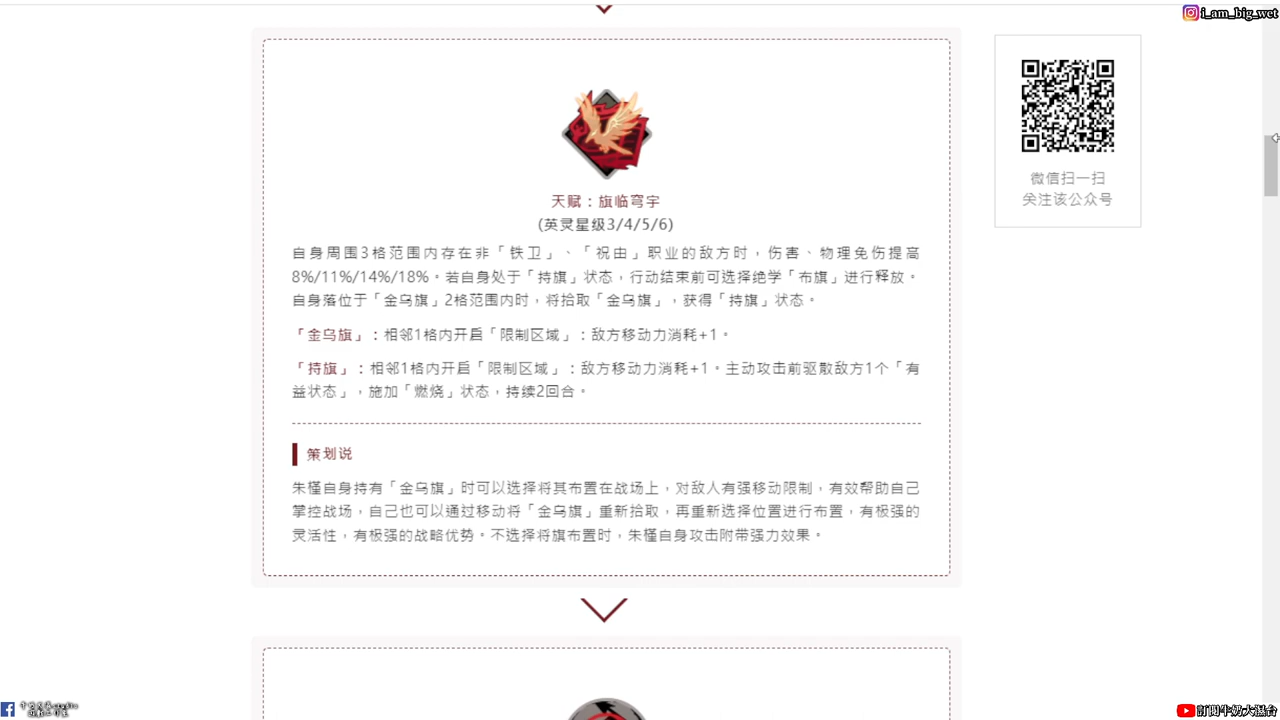 i_am_big_wet
微信扫一扫
关注该公众号
天赋：旗临穹宇
(英灵星级3/4/5/6)
自身周围3格范围内存在非「铁卫」、「祝由」职业的敌方时，伤害、物理免伤提高
8%/11%/14%/18%。若自身处于「持旗」状态，行动结束前可选择绝学「布旗」进行释放。
自身落位于「金乌旗」2格范围内时，将拾取「金乌旗」，获得「持旗」状态。
「金乌旗」：相邻1格内开启「限制区域」：敌方移动力消耗+1。
「持旗」：相邻1格内开启「限制区域」：敌方移动力消耗+1。主动攻击前驱散敌方1个「有
益状态」，施加「燃烧」状态，持续2回合。
策划说
朱槿自身持有「金乌旗」时可以选择将其布置在战场上，对敌人有强移动限制，有效帮助自己
掌控战场，自己也可以通过移动将「金乌旗」重新拾取，再重新选择位置进行布置，有极强的
灵活性，有极强的战略优势。不选择将旗布置时，朱槿自身攻击附带强力效果。